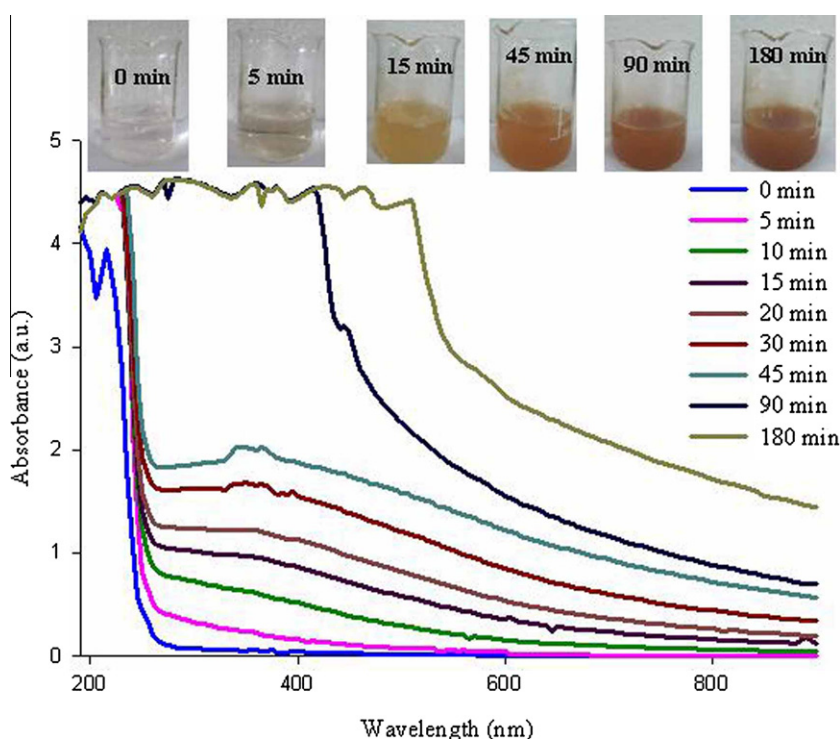 0 min
5 min
15 min
45 min
90 min
180 min
5
4
3
2
1
0
Absorbance (a.u.)
0 min
5 min
10 min
15 min
20 min
30 min
45 min
90 min
180 min
200
400
600
800
Wavelength (nm)